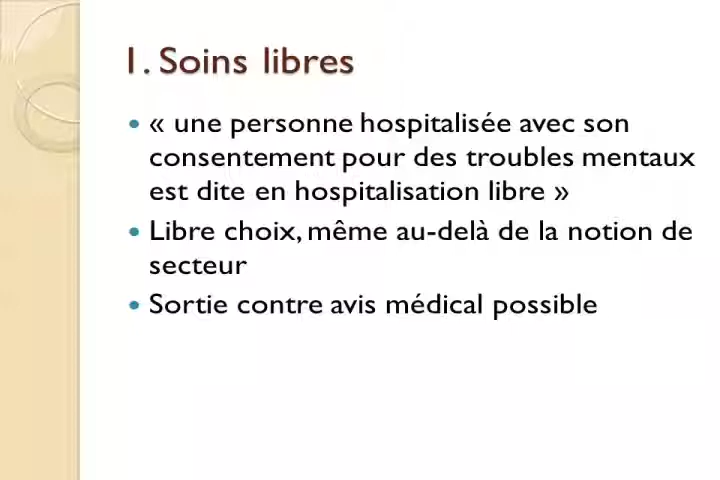 1. Soins libres
• « une personne hospitalisée avec son
consentement pour des troubles mentaux
est dite en hospitalisation libre »
• Libre choix, même au-delà de la notion de
secteur
• Sortie contre avis médical possible